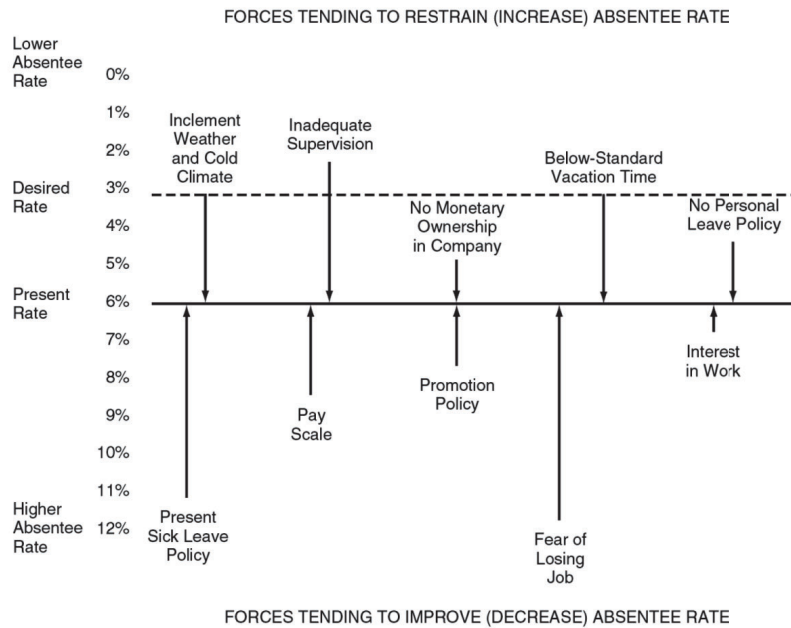 FORCES TENDING TO RESTRAIN (INCREASE) ABSENTEE RATE
Lower
Absentee
Rate
0%
1%
2%
Desired
Rate
3%
4%
5%
Present
Rate
6%
7%
8%
9%
10%
11%
Higher
Absentee
Rate
12%
Inclement
Weather
and Cold
Climate
Inadequate
Supervision
No Monetary
Ownership
in Company
Below-Standard
Vacation Time
No Personal
Leave Policy
Present
Sick Leave
Policy
Pay
Scale
Promotion
Policy
Fear of
Losing
Job
Interest
in Work
FORCES TENDING TO IMPROVE (DECREASE) ABSENTEE RATE